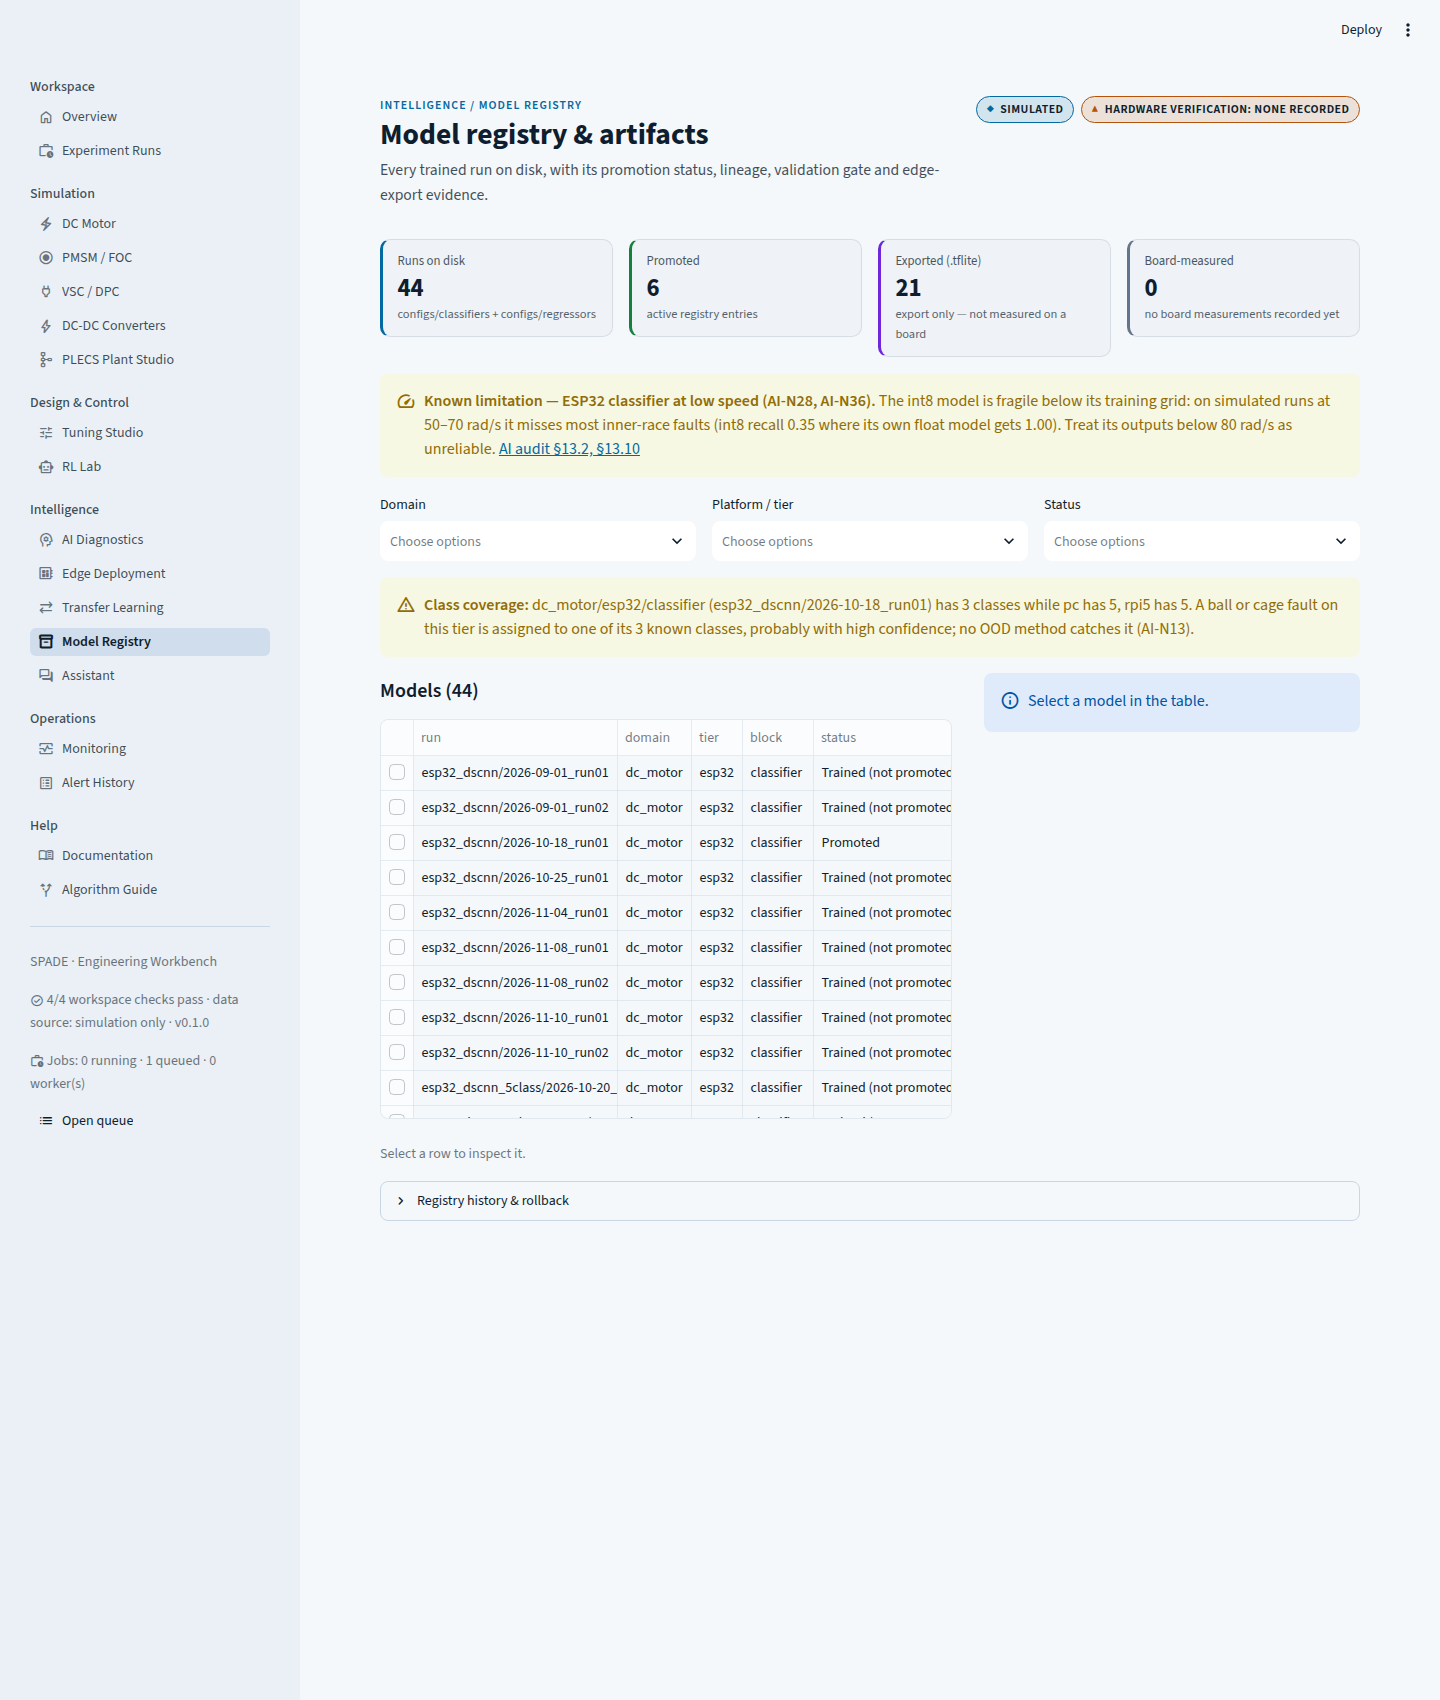 Deploy
Workspace
Overview
Experiment Runs
Simulation
DC Motor
PMSM / FOC
VSC / DPC
DC-DC Converters
PLECS Plant Studio
Design & Control
Tuning Studio
RL Lab
Intelligence
AI Diagnostics
Edge Deployment
Transfer Learning
Model Registry
Assistant
Operations
Monitoring
Alert History
Help
Documentation
Algorithm Guide
SPADE · Engineering Workbench
4/4 workspace checks pass · data
source: simulation only · v0.1.0
Jobs: 0 running · 1 queued · 0
worker(s)
Open queue
INTELLIGENCE / MODEL REGISTRY
SIMULATED
HARDWARE VERIFICATION: NONE RECORDED
Model registry & artifacts
Every trained run on disk, with its promotion status, lineage, validation gate and edge-
export evidence.
Runs on disk
44
configs/classifiers + configs/regressors
Promoted
6
active registry entries
Exported (.tflite)
21
export only — not measured on a
board
Board-measured
0
no board measurements recorded yet
Known limitation — ESP32 classifier at low speed (AI-N28, AI-N36). The int8 model is fragile below its training grid: on simulated runs at
50–70 rad/s it misses most inner-race faults (int8 recall 0.35 where its own float model gets 1.00). Treat its outputs below 80 rad/s as
unreliable. AI audit §13.2, §13.10
Domain
Platform / tier
Status
Choose options
Choose options
Choose options
Class coverage: dc_motor/esp32/classifier (esp32_dscnn/2026-10-18_run01) has 3 classes while pc has 5, rpi5 has 5. A ball or cage fault on
this tier is assigned to one of its 3 known classes, probably with high confidence; no OOD method catches it (AI-N13).
Models (44)
Select a model in the table.
run domain tier block status
esp32_dscnn/2026-09-01_run01 dc_motor esp32 classifier Trained (not promoted
esp32_dscnn/2026-09-01_run02 dc_motor esp32 classifier Trained (not promoted
esp32_dscnn/2026-10-18_run01 dc_motor esp32 classifier Promoted
esp32_dscnn/2026-10-25_run01 dc_motor esp32 classifier Trained (not promoted
esp32_dscnn/2026-11-04_run01 dc_motor esp32 classifier Trained (not promoted
esp32_dscnn/2026-11-08_run01 dc_motor esp32 classifier Trained (not promoted
esp32_dscnn/2026-11-08_run02 dc_motor esp32 classifier Trained (not promoted
esp32_dscnn/2026-11-10_run01 dc_motor esp32 classifier Trained (not promoted
esp32_dscnn/2026-11-10_run02 dc_motor esp32 classifier Trained (not promoted
esp32_dscnn_5class/2026-10-20_ dc_motor esp32 classifier Trained (not promoted
Select a row to inspect it.
Registry history & rollback